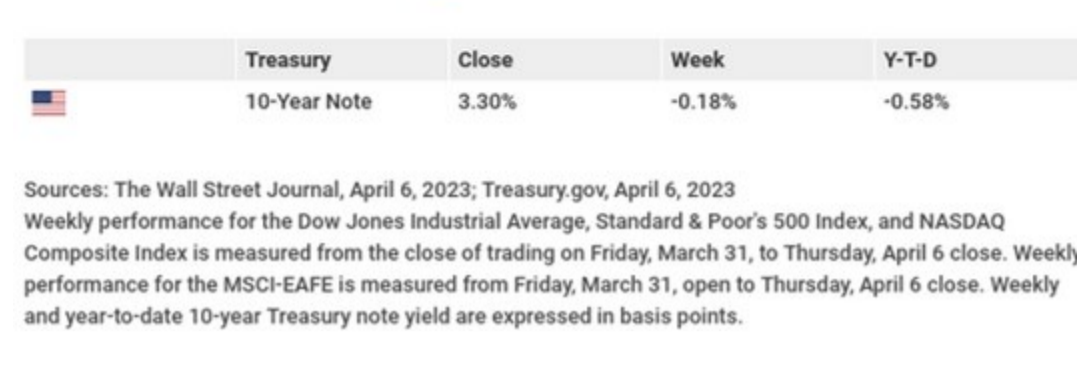 Treasury Close Week Y-T-D
10-Year Note 3.30% -0.18% -0.58%
Sources: The Wall Street Journal, April 6, 2023; Treasury.gov, April 6, 2023
Weekly performance for the Dow Jones Industrial Average, Standard & Poor's 500 Index, and NASDAQ
Composite Index is measured from the close of trading on Friday, March 31, to Thursday, April 6 close. Weekly
performance for the MSCI-EAFE is measured from Friday, March 31, open to Thursday, April 6 close. Weekly
and year-to-date 10-year Treasury note yield are expressed in basis points.